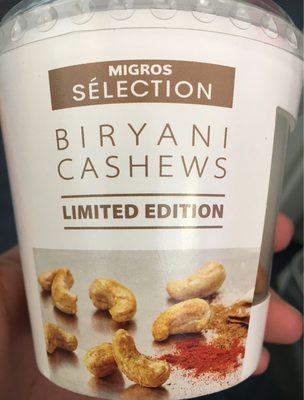 MIGROS
SÉLECTION
BIRYANI
CASHEWS
LIMITED EDITION